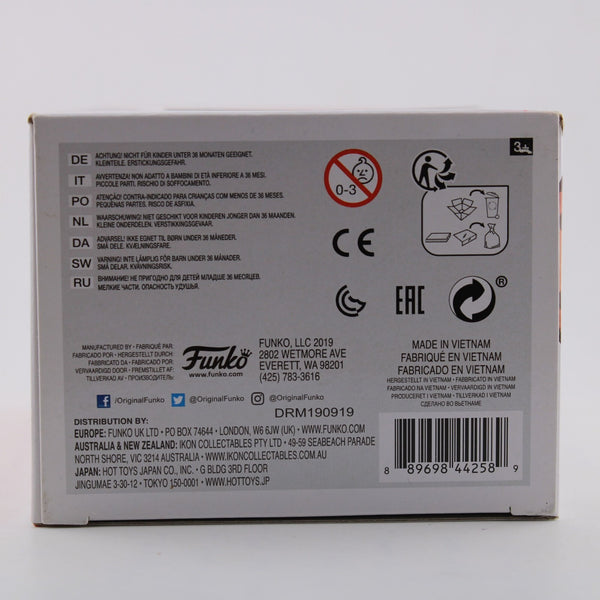 3+
DE ACHTUNG! NICHT FÜR KINDER UNTER 36 MONATEN GEEIGNET.
KLEINTEILE. ERSTICKUNGSGEFAHR.
IT AVVERTENZA! NON ADATTO A BAMBINI DI ETÀ INFERIORE A 36 MESI.
PICCOLE PARTI, RISCHIO DI SOFFOCAMENTO.
PO ATENÇÃO! CONTRA-INDICADO PARA CRIANÇAS COM MENOS DE 36 MESES.
PEQUENAS PARTES. RISCO DE ASFIXIA.
NL WAARSCHUWING! NIET GESCHIKT VOOR KINDEREN JONGER DAN 36 MAANDEN.
KLEINE ONDERDELEN. VERSTIKKINGSGEVAAR.
DA ADVARSEL! IKKE EGNET TIL BØRN UNDER 36 MÅNEDER.
SMÅ DELE. KVÆLNINGSFARE.
SW VARNING! INTE LÄMPLIG FÖR BARN UNDER 36 MÅNADER.
SMÅ DELAR. KVÄVNINGSRISK.
RU ВНИМАНИЕ! НЕ ПРИГОДНО ДЛЯ ДЕТЕЙ МЛАДШЕ 36 МЕСЯЦЕВ.
МЕЛКИЕ ЧАСТИ, ОПАСНОСТЬ УДУШЬЯ.
0-3
CE
EAC
®
MANUFACTURED BY • FABRIQUÉ PAR
FABRICADO POR • HERGESTELLT DURCH
FABBRICATO DA • FABRICADO POR
VERVAARDIGD DOOR • FREMSTILLET AF
TILLVERKAD AV • ПРОИЗВОДИТЕЛЬ:
Funko
www.funko.com
FUNKO, LLC 2019
2802 WETMORE AVE
EVERETT, WA 98201
(425) 783-3616
/OriginalFunko /OriginalFunko @OriginalFunko
DRM190919
MADE IN VIETNAM
FABRIQUÉ EN VIETNAM
FABRICADO EN VIETNAM
HERGESTELLT IN VIETNAM • FABBRICATO IN VIETNAM
FABRICADO NO VIETNAM • VERVAARDIGD IN VIETNAM
PRODUCERET I VIETNAM • TILLVERKAD I VIETNAM
СДЕЛАНО ВО ВЬЕТНАМЕ
DISTRIBUTION BY:
EUROPE: FUNKO UK LTD • PO BOX 74644 • LONDON, W6 6JW (UK) • WWW.FUNKO.COM
AUSTRALIA & NEW ZEALAND: IKON COLLECTABLES PTY LTD • 49-59 SEABEACH PARADE
NORTH SHORE, VIC 3214 AUSTRALIA • WWW.IKONCOLLECTABLES.COM.AU
JAPAN: HOT TOYS JAPAN CO., INC. • G BLDG 3RD FLOOR
JINGUMAE 3-30-12 • TOKYO 150-0001 • WWW.HOTTOYS.JP
8 89698 44258 9